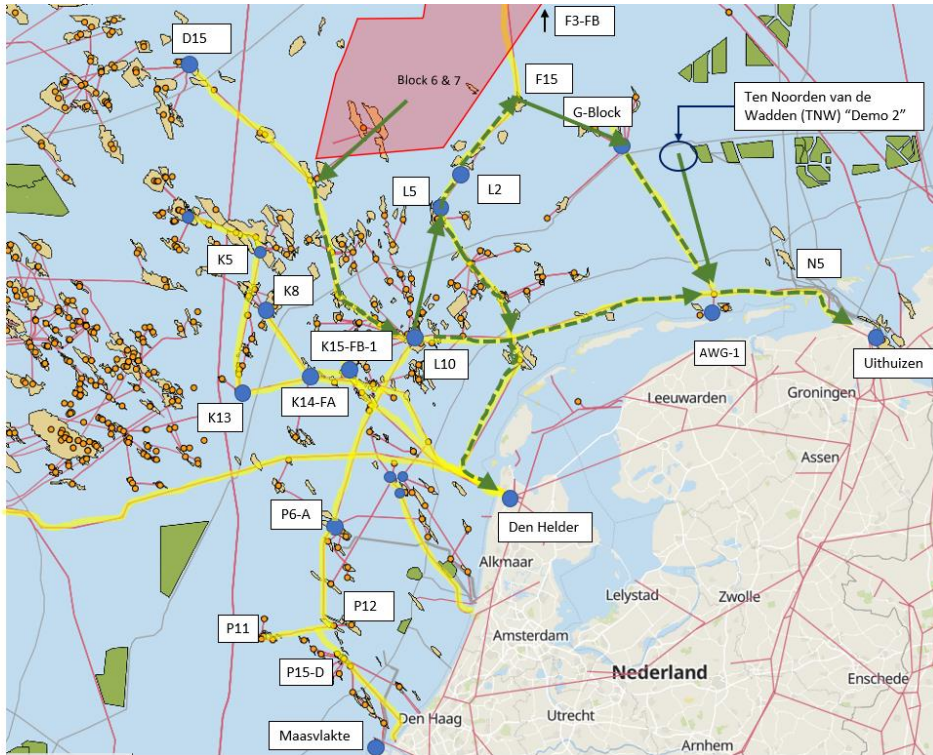 F3-FB
D15
Block 6 & 7
F15
G-Block
Ten Noorden van de
Wadden (TNW) “Demo 2”
L2
L5
K5
N5
K8
K15-FB-1
L10
AWG-1
Uithuizen
K13
K14-FA
Leeuwarden
Groningen
Assen
P6-A
Den Helder
Alkmaar
Lelystad
Zwolle
P12
P11
Amsterdam
P15-D
Nederland
Enschede
Den Haag
Utrecht
Maasvlakte
Arnhem